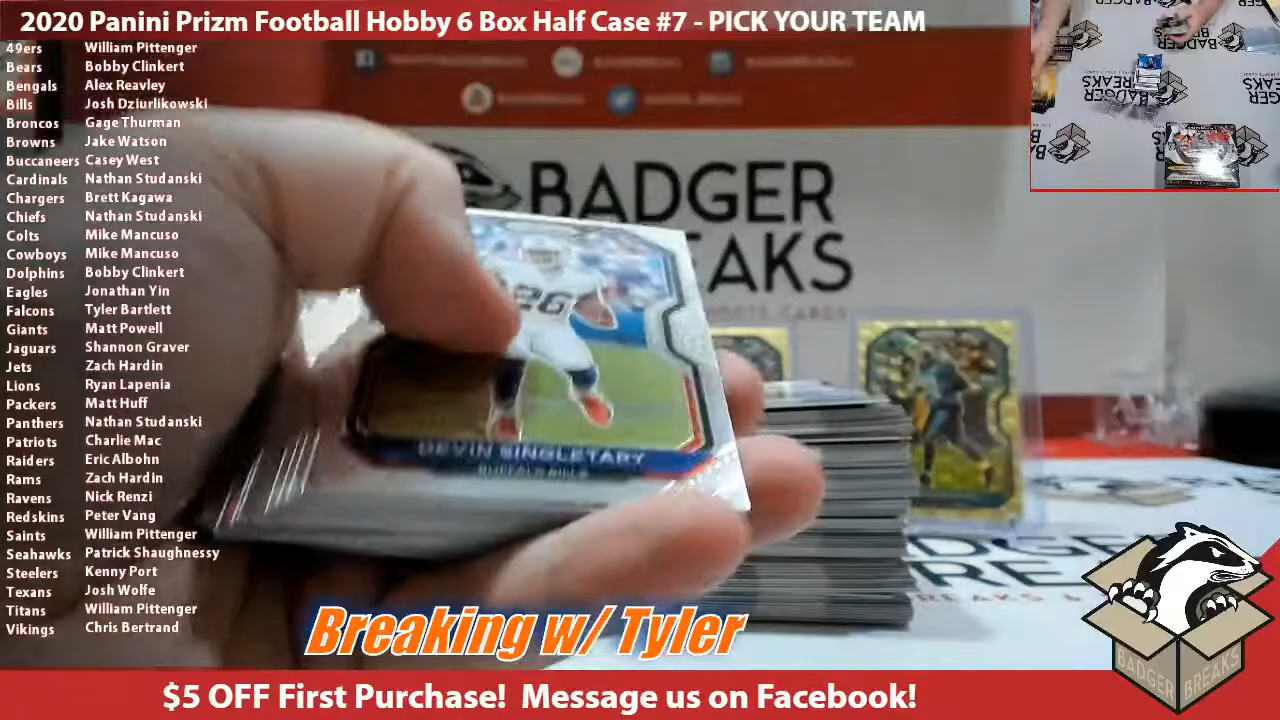 2020 Panini Prizm Football Hobby 6 Box Half Case #7 - PICK YOUR TEAM
49ers William Pittenger
Bears Bobby Clinkert
Bengals Alex Reavley
Bills Josh Dziurlikowski
Broncos Gage Thurman
Browns Jake Watson
Buccaneers Casey West
Cardinals Nathan Studanski
Chargers Brett Kagawa
Chiefs Nathan Studanski
Colts Mike Mancuso
Cowboys Mike Mancuso
Dolphins Bobby Clinkert
Eagles Jonathan Yin
Falcons Tyler Bartlett
Giants Matt Powell
Jaguars Shannon Graver
Jets Zach Hardin
Lions Ryan Lapenia
Packers Matt Huff
Panthers Nathan Studanski
Patriots Charlie Mac
Raiders Eric Albohn
Rams Zach Hardin
Ravens Nick Renzi
Redskins Peter Vang
Saints William Pittenger
Seahawks Patrick Shaughnessy
Steelers Kenny Port
Texans Josh Wolfe
Titans William Pittenger
Vikings Chris Bertrand
BADGER
EAKS
26
DEVIN SINGLETARY
BUFFALO BILLS
Breaking w/ Tyler
BADGER BREAKS
$5 OFF First Purchase! Message us on Facebook!